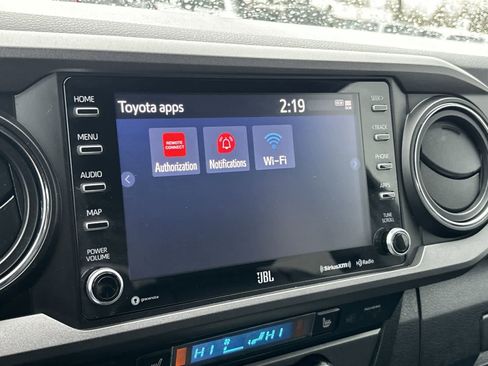 Toyota apps 2:19
HOME
MENU
AUDIO
MAP
POWER
VOLUME
REMOTE
CONNECT
Authorization
Notifications
Wi-Fi
SEEK >
< TRACK
PHONE
APPS
TUNE
SCROLL
gracenote
JBL
((SiriusXM))
HD Radio
HI HI